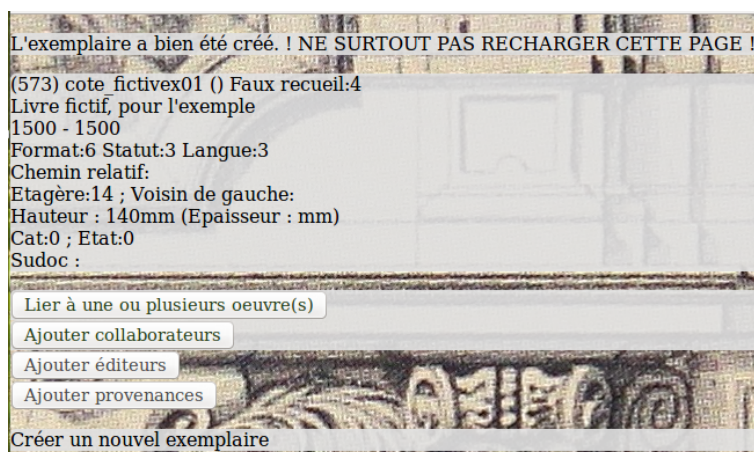 L'exemplaire a bien été créé. ! NE SURTOUT PAS RECHARGER CETTE PAGE !
(573) cote_fictivex01 () Faux recueil:4
Livre fictif, pour l'exemple
1500 - 1500
Format:6 Statut:3 Langue:3
Chemin relatif:
Etagère:14 ; Voisin de gauche:
Hauteur : 140mm (Epaisseur : mm)
Cat:0 ; Etat:0
Sudoc :
Lier à une ou plusieurs oeuvre(s)
Ajouter collaborateurs
Ajouter éditeurs
Ajouter provenances
Créer un nouvel exemplaire